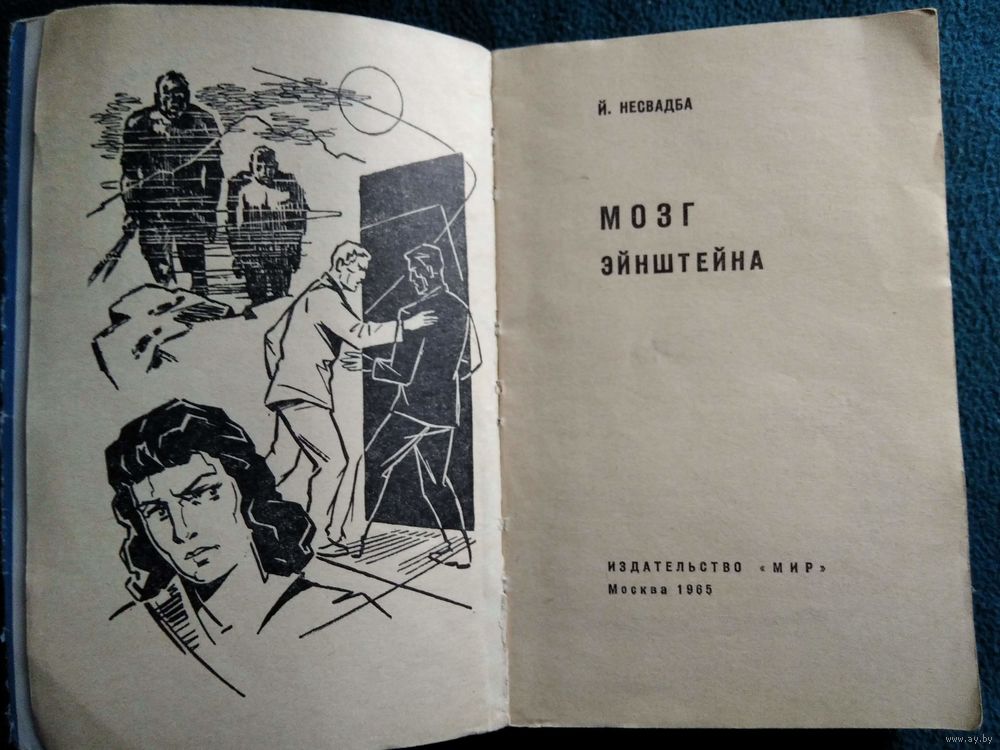 Й. НЕСВАДБА
МОЗГ
ЭЙНШТЕЙНА
ИЗДАТЕЛЬСТВО «МИР»
Москва 1965
www.ay.by